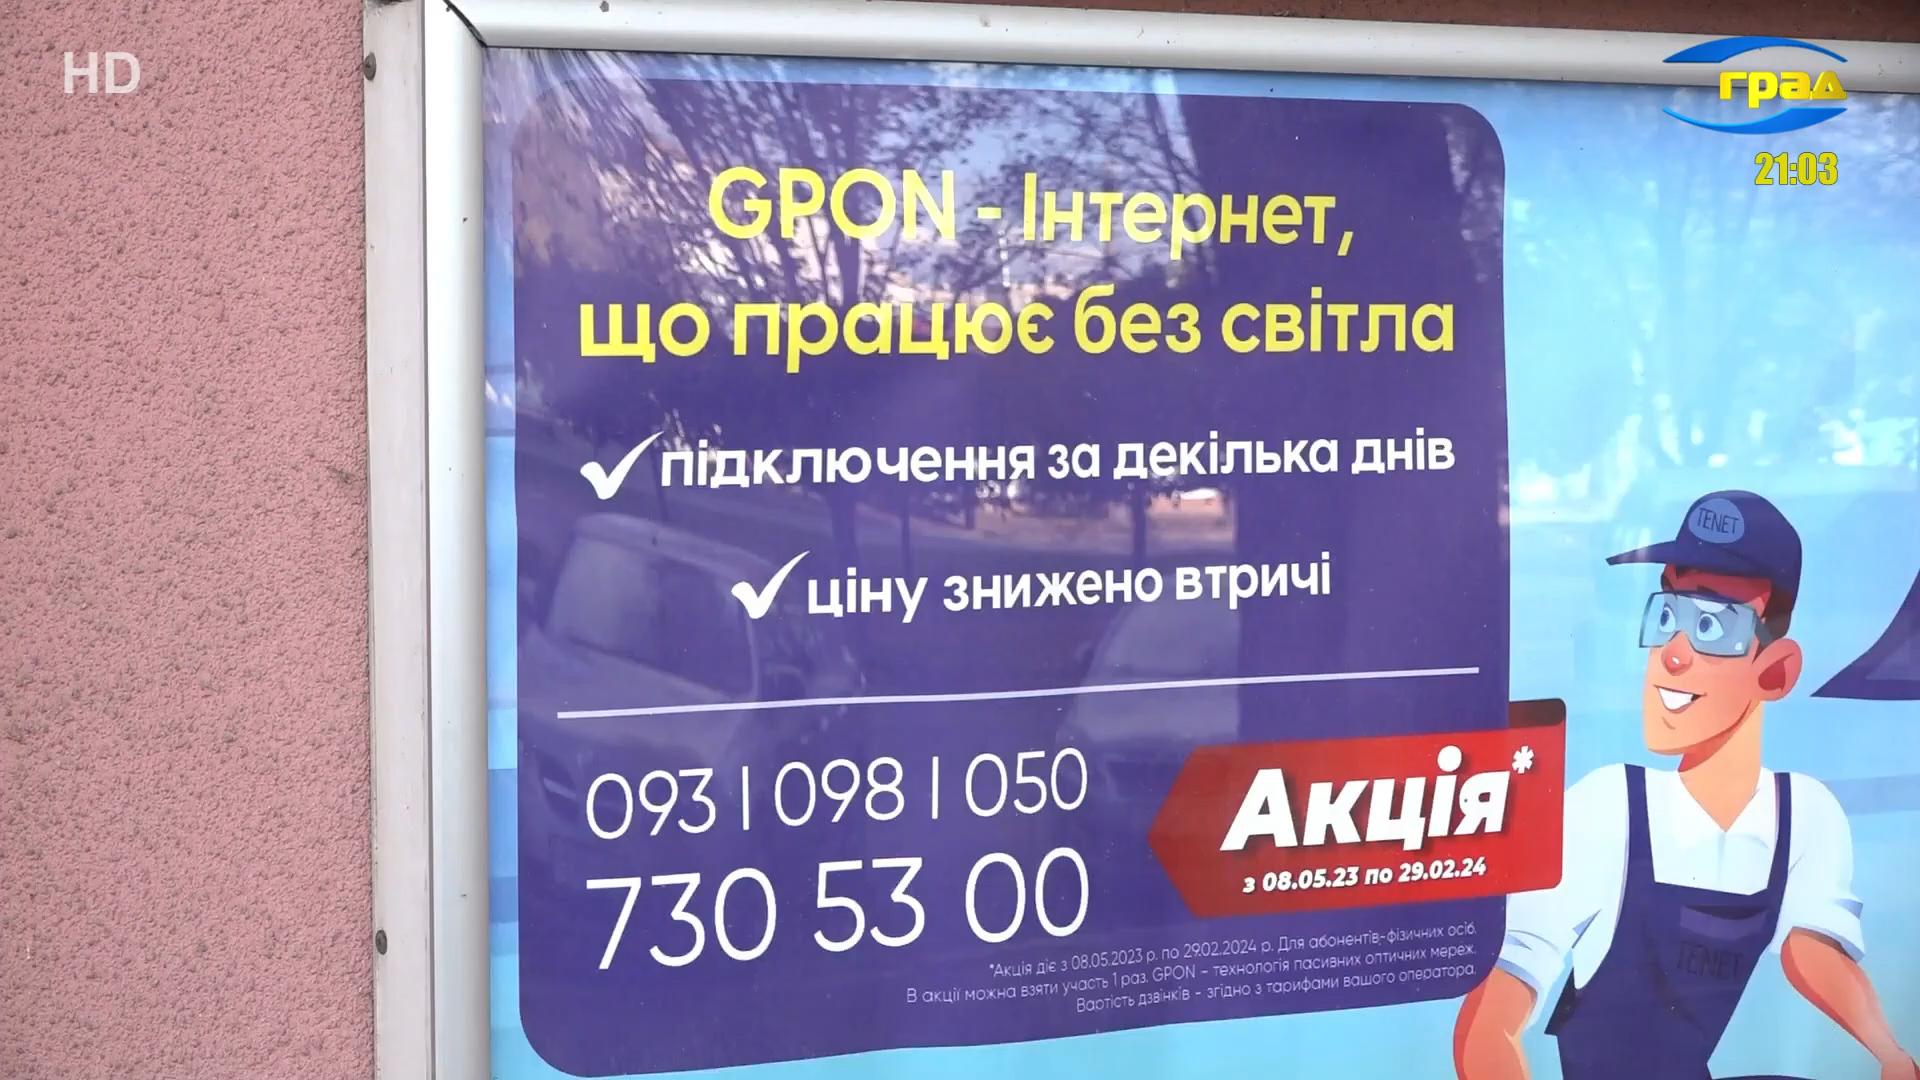 HD
град
21:03
GPON - Інтернет,
що працює без світла
підключення за декілька днів
ціну знижено втричі
093 | 098 | 050
730 53 00
Акція*
з 08.05.23 по 29.02.24
*Акція діє з 08.05.2023 р. по 29.02.2024 р. Для абонентів-фізичних осіб.
В акції можна взяти участь 1 раз. GPON - технологія пасивних оптичних мереж.
Вартість дзвінків - згідно з тарифами вашого оператора.
TENET
TENET